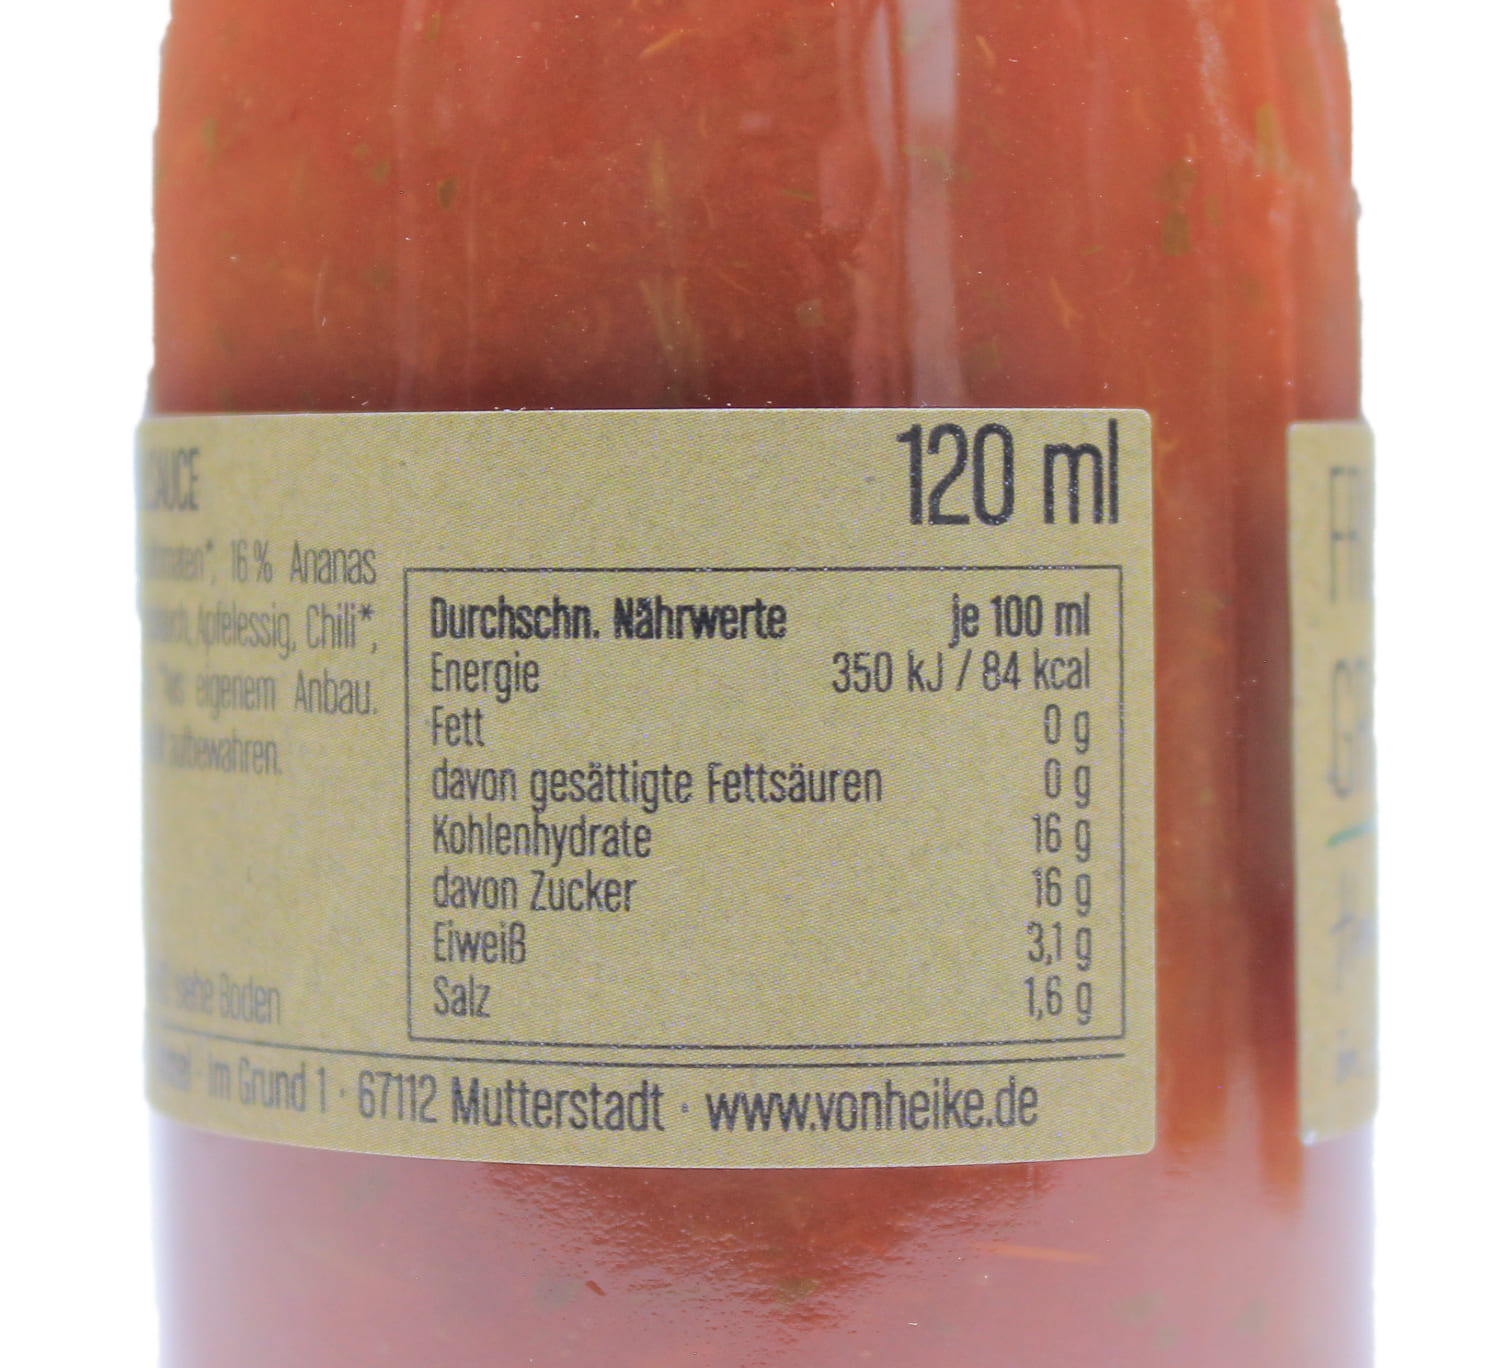 SAUCE
120 ml
16% Ananas
Apfelessig, Chili*,
eigenem Anbau.
aufbewahren.
Durchschn. Nährwerte je 100 ml
Energie 350 kJ / 84 kcal
Fett 0 g
davon gesättigte Fettsäuren 0 g
Kohlenhydrate 16 g
davon Zucker 16 g
Eiweiß 3,1 g
Salz 1,6 g
siehe Boden
Im Grund 1 · 67112 Mutterstadt · www.vonheike.de